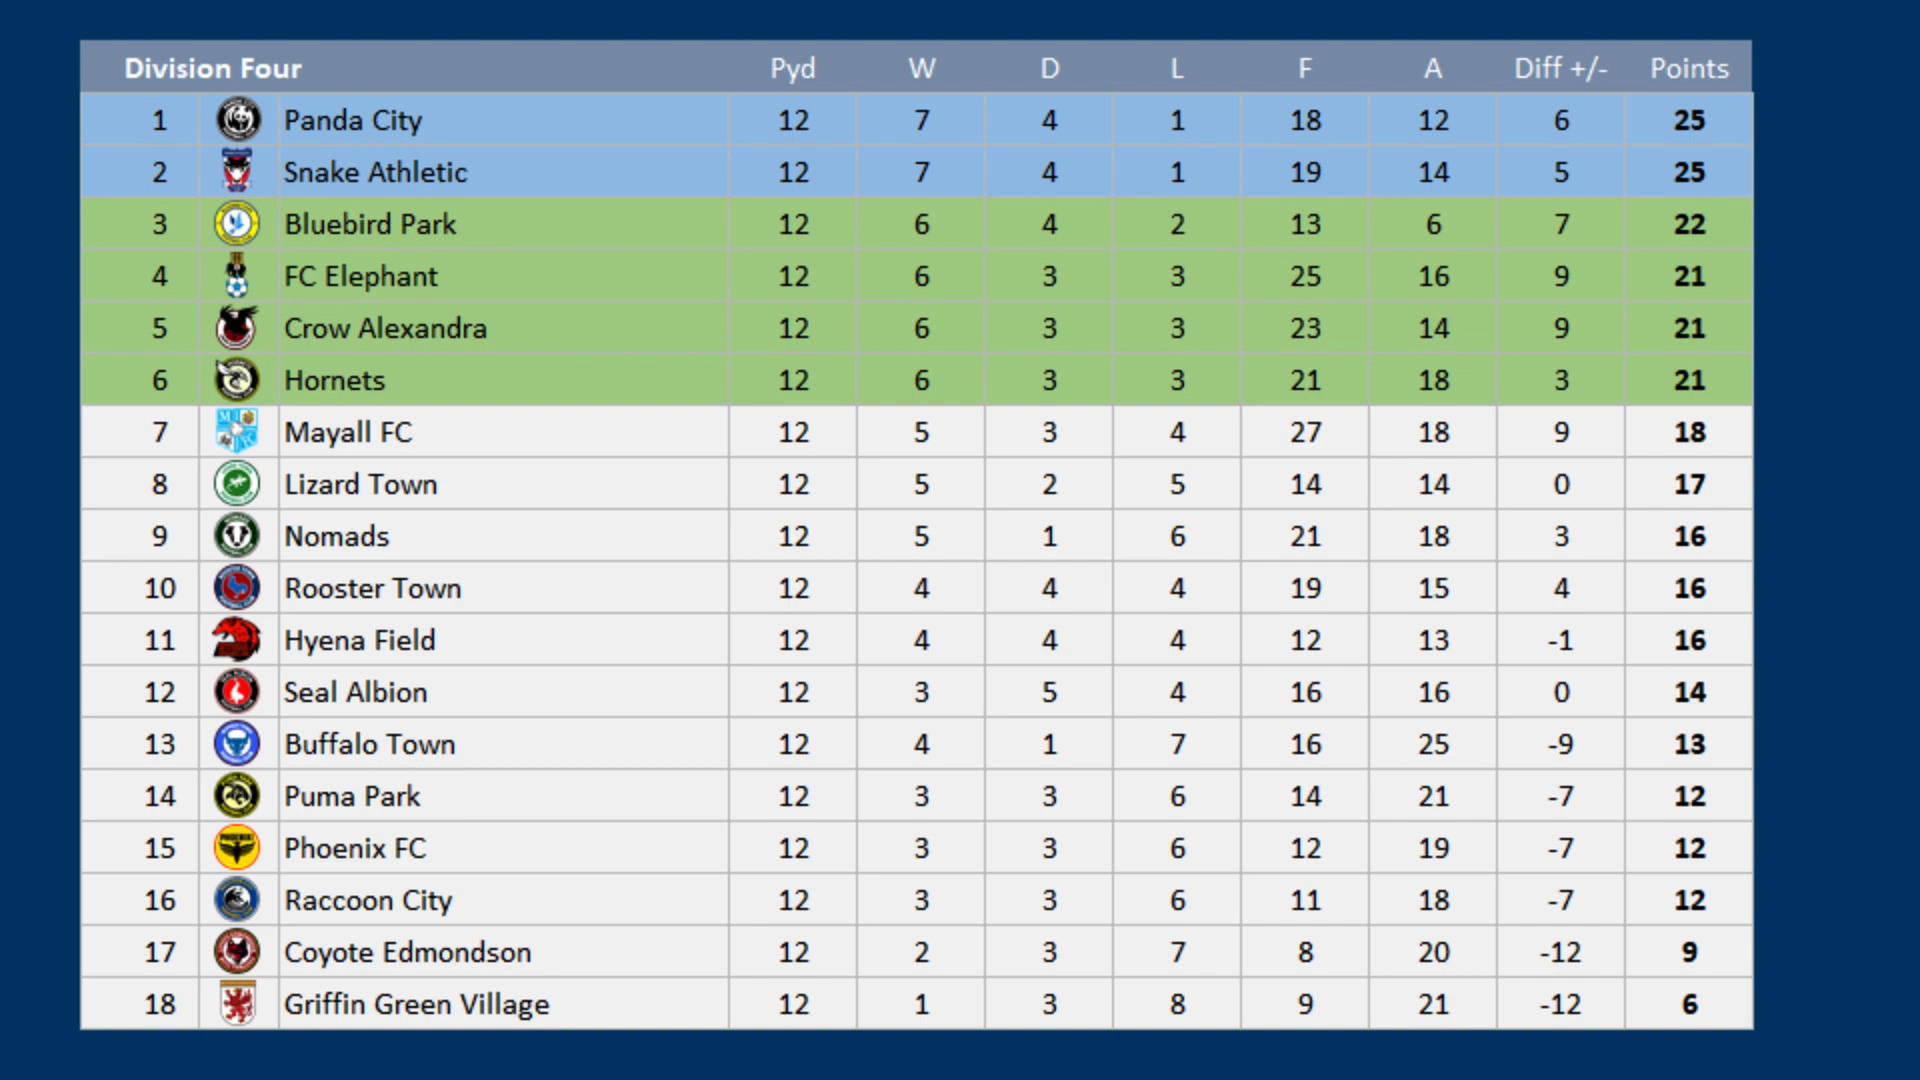 Division Four Pyd W D L F A Diff +/- Points
1 Panda City 12 7 4 1 18 12 6 25
2 Snake Athletic 12 7 4 1 19 14 5 25
3 Bluebird Park 12 6 4 2 13 6 7 22
4 FC Elephant 12 6 3 3 25 16 9 21
5 Crow Alexandra 12 6 3 3 23 14 9 21
6 Hornets 12 6 3 3 21 18 3 21
7 Mayall FC 12 5 3 4 27 18 9 18
8 Lizard Town 12 5 2 5 14 14 0 17
9 Nomads 12 5 1 6 21 18 3 16
10 Rooster Town 12 4 4 4 19 15 4 16
11 Hyena Field 12 4 4 4 12 13 -1 16
12 Seal Albion 12 3 5 4 16 16 0 14
13 Buffalo Town 12 4 1 7 16 25 -9 13
14 Puma Park 12 3 3 6 14 21 -7 12
15 Phoenix FC 12 3 3 6 12 19 -7 12
16 Raccoon City 12 3 3 6 11 18 -7 12
17 Coyote Edmondson 12 2 3 7 8 20 -12 9
18 Griffin Green Village 12 1 3 8 9 21 -12 6